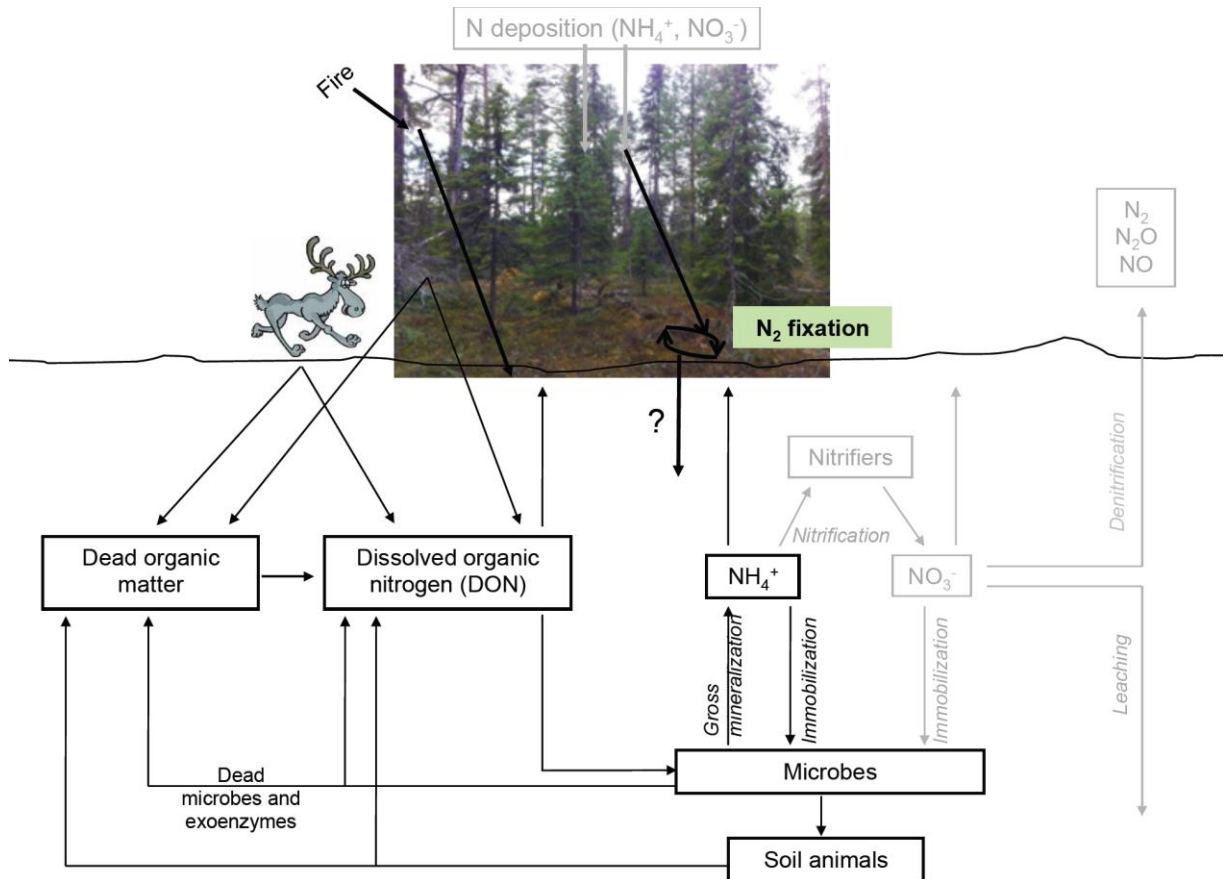 N deposition (NH₄⁺, NO₃⁻)
Fire
N₂
N₂O
NO
N₂ fixation
?
Nitrifiers
Denitrification
Nitrification
Dead organic
matter
Dissolved organic
nitrogen (DON)
NH₄⁺
NO₃⁻
Gross
mineralization
Immobilization
Immobilization
Leaching
Microbes
Dead
microbes and
exoenzymes
Soil animals